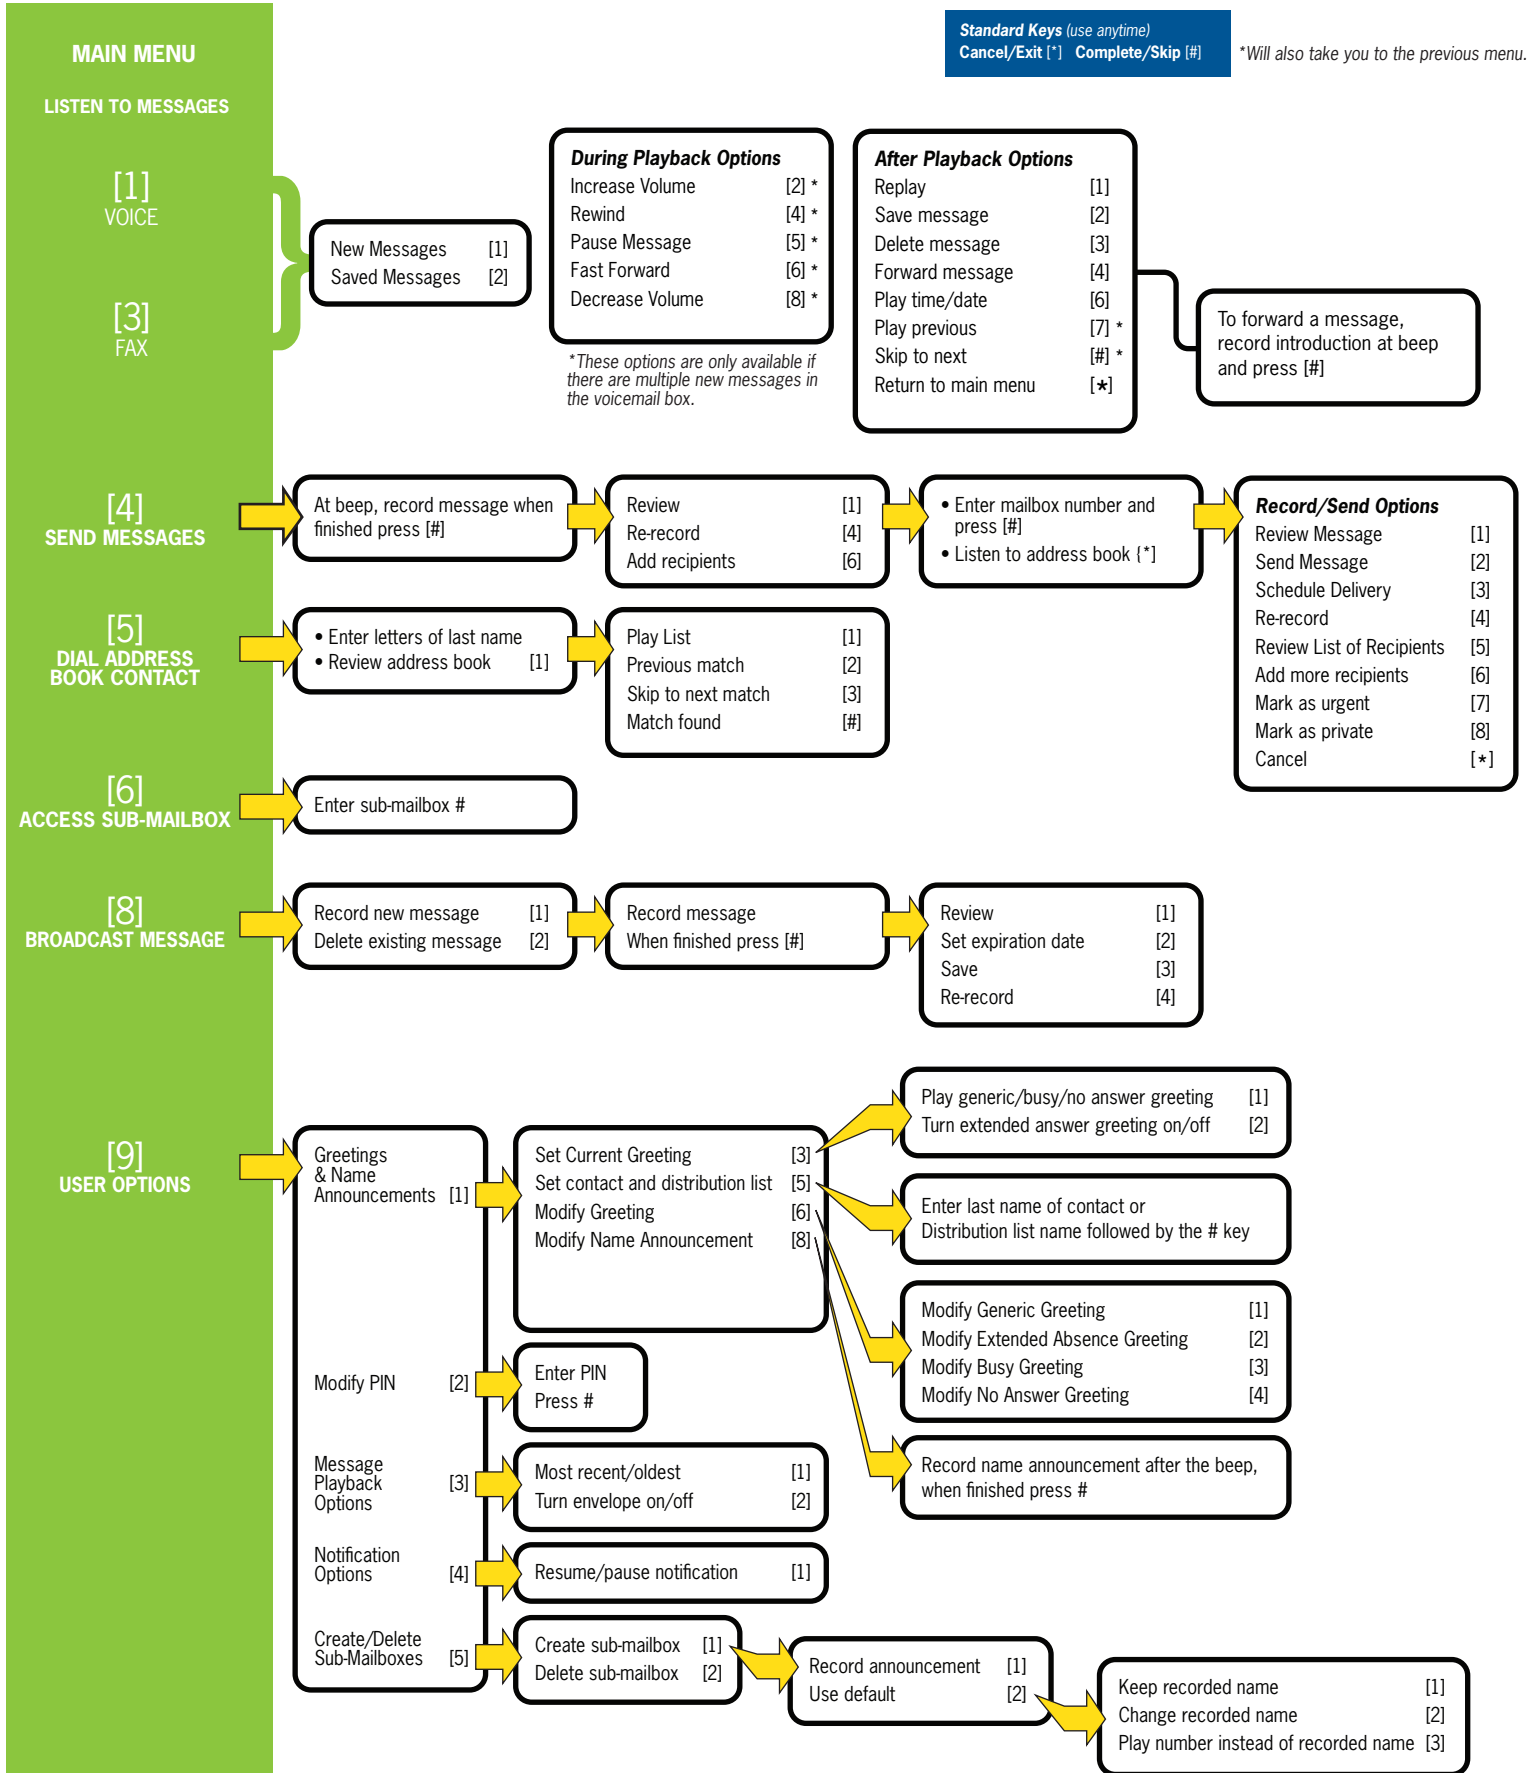 MAIN MENU
Standard Keys (use anytime)
Cancel/Exit [*] Complete/Skip [#]
*Will also take you to the previous menu.
LISTEN TO MESSAGES
[1]
VOICE
[3]
FAX
New Messages [1]
Saved Messages [2]
During Playback Options
Increase Volume [2] *
Rewind [4] *
Pause Message [5] *
Fast Forward [6] *
Decrease Volume [8] *
*These options are only available if
there are multiple new messages in
the voicemail box.
After Playback Options
Replay [1]
Save message [2]
Delete message [3]
Forward message [4]
Play time/date [6]
Play previous [7] *
Skip to next [#] *
Return to main menu [*]
To forward a message,
record introduction at beep
and press [#]
[4]
SEND MESSAGES
At beep, record message when
finished press [#]
Review [1]
Re-record [4]
Add recipients [6]
• Enter mailbox number and
press [#]
• Listen to address book {*]
Record/Send Options
Review Message [1]
Send Message [2]
Schedule Delivery [3]
Re-record [4]
Review List of Recipients [5]
Add more recipients [6]
Mark as urgent [7]
Mark as private [8]
Cancel [*]
[5]
DIAL ADDRESS
BOOK CONTACT
• Enter letters of last name
• Review address book [1]
Play List [1]
Previous match [2]
Skip to next match [3]
Match found [#]
[6]
ACCESS SUB-MAILBOX
Enter sub-mailbox #
[8]
BROADCAST MESSAGE
Record new message [1]
Delete existing message [2]
Record message
When finished press [#]
Review [1]
Set expiration date [2]
Save [3]
Re-record [4]
[9]
USER OPTIONS
Greetings
& Name
Announcements [1]
Set Current Greeting [3]
Set contact and distribution list [5]
Modify Greeting [6]
Modify Name Announcement [8]
Play generic/busy/no answer greeting [1]
Turn extended answer greeting on/off [2]
Enter last name of contact or
Distribution list name followed by the # key
Modify Generic Greeting [1]
Modify Extended Absence Greeting [2]
Modify Busy Greeting [3]
Modify No Answer Greeting [4]
Record name announcement after the beep,
when finished press #
Modify PIN [2]
Enter PIN
Press #
Message
Playback
Options [3]
Most recent/oldest [1]
Turn envelope on/off [2]
Notification
Options [4]
Resume/pause notification [1]
Create/Delete
Sub-Mailboxes [5]
Create sub-mailbox [1]
Delete sub-mailbox [2]
Record announcement [1]
Use default [2]
Keep recorded name [1]
Change recorded name [2]
Play number instead of recorded name [3]